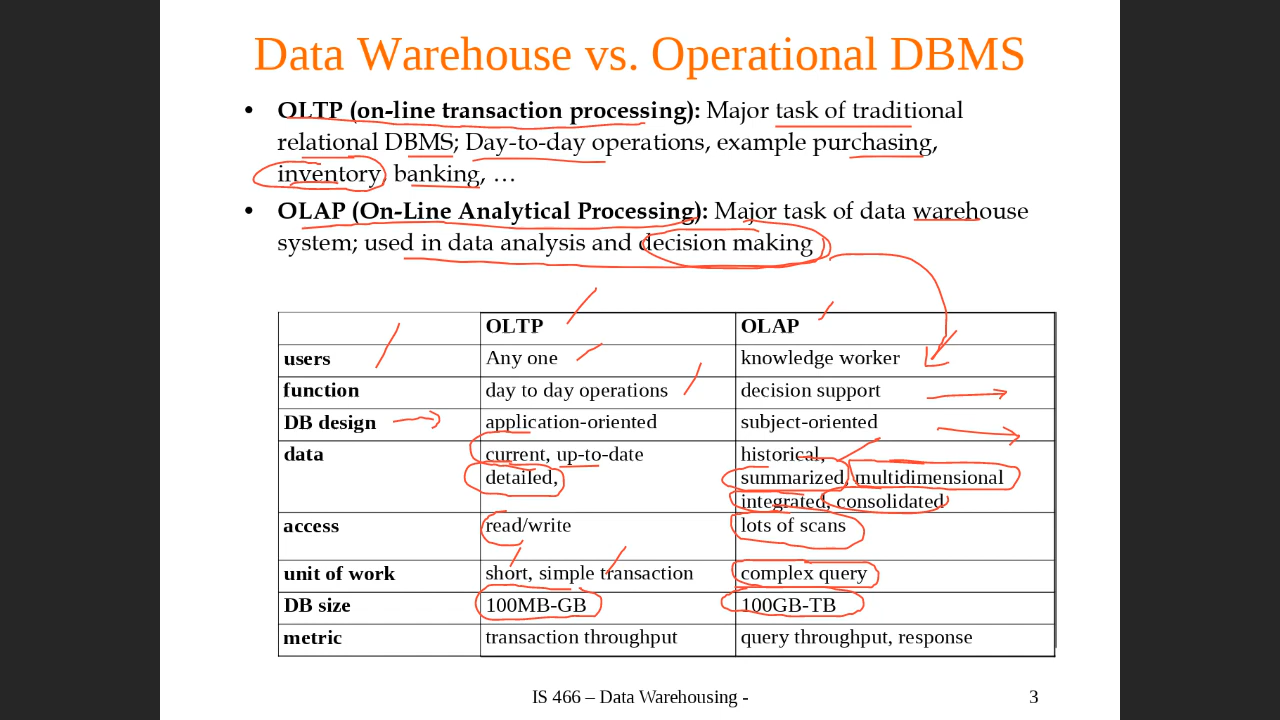 Data Warehouse vs. Operational DBMS
• OLTP (on-line transaction processing): Major task of traditional
relational DBMS; Day-to-day operations, example purchasing,
inventory, banking, …
• OLAP (On-Line Analytical Processing): Major task of data warehouse
system; used in data analysis and decision making
OLTP OLAP
users Any one knowledge worker
function day to day operations decision support
DB design application-oriented subject-oriented
data current, up-to-date historical,
detailed, summarized, multidimensional
integrated, consolidated
access read/write lots of scans
unit of work short, simple transaction complex query
DB size 100MB-GB 100GB-TB
metric transaction throughput query throughput, response
IS 466 – Data Warehousing - 3